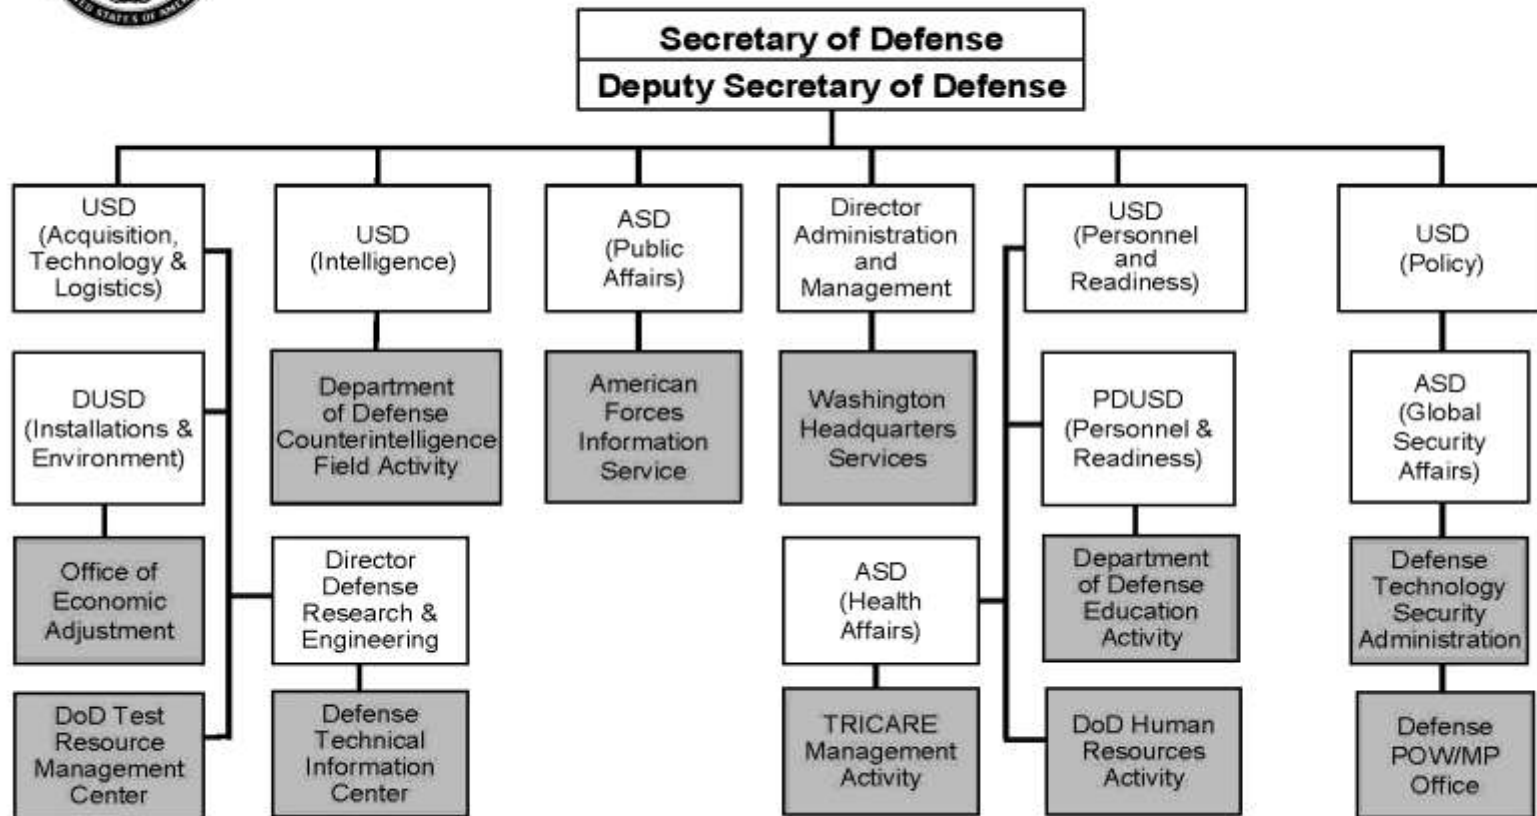 UNITED STATES OF AMERICA
Secretary of Defense
Deputy Secretary of Defense
USD
(Acquisition,
Technology &
Logistics)
USD
(Intelligence)
ASD
(Public
Affairs)
Director
Administration
and
Management
USD
(Personnel
and
Readiness)
USD
(Policy)
DUSD
(Installations &
Environment)
Department
of Defense
Counterintelligence
Field Activity
American
Forces
Information
Service
Washington
Headquarters
Services
PDUSD
(Personnel &
Readiness)
ASD
(Global
Security
Affairs)
Office of
Economic
Adjustment
Director
Defense
Research &
Engineering
ASD
(Health
Affairs)
Department
of Defense
Education
Activity
Defense
Technology
Security
Administration
DoD Test
Resource
Management
Center
Defense
Technical
Information
Center
TRICARE
Management
Activity
DoD Human
Resources
Activity
Defense
POW/MP
Office